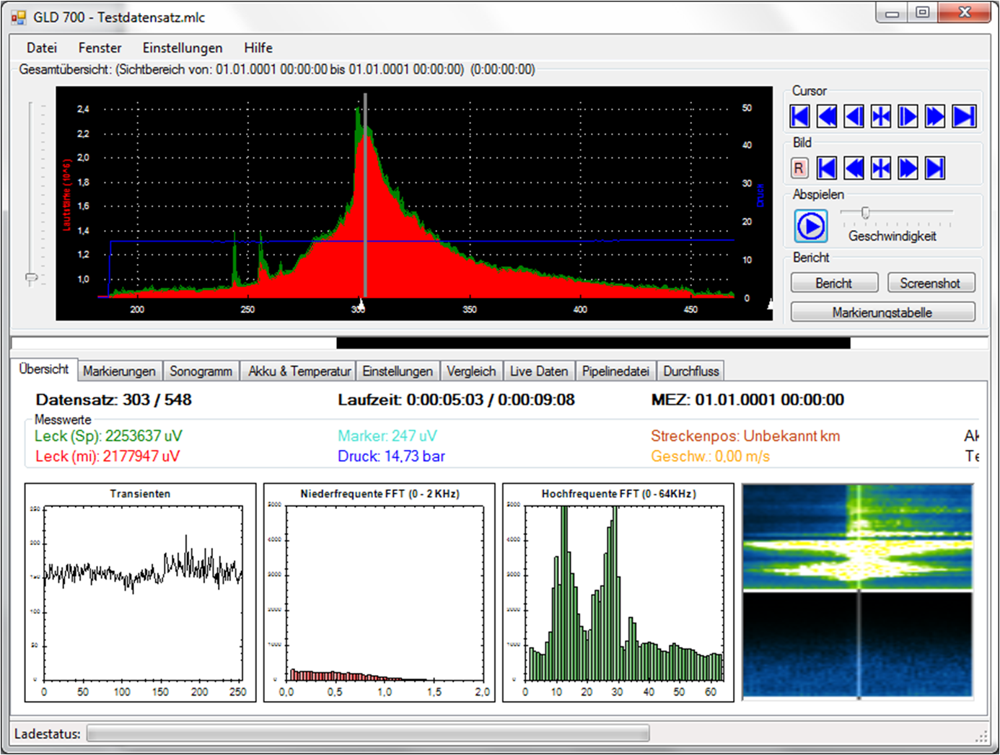 GLD 700 - Testdatensatz.mlc
Datei Fenster Einstellungen Hilfe
Gesamtübersicht: (Sichtbereich von: 01.01.0001 00:00:00 bis 01.01.0001 00:00:00) (0:00:00:00)
Lautstärke (10^6)
2,4
2,2
2,0
1,8
1,6
1,4
1,2
1,0
50
40
30
20
10
0
Druck
200 250 300 350 400 450
Cursor
Bild
R
Abspielen
Geschwindigkeit
Bericht
Bericht Screenshot
Markierungstabelle
Übersicht Markierungen Sonogramm Akku & Temperatur Einstellungen Vergleich Live Daten Pipelinedatei Durchfluss
Datensatz: 303 / 548 Laufzeit: 0:00:05:03 / 0:00:09:08 MEZ: 01.01.0001 00:00:00
Messwerte
Leck (Sp): 2253637 uV Marker: 247 uV Streckenpos: Unbekannt km
Leck (mi): 2177947 uV Druck: 14,73 bar Geschw.: 0,00 m/s
Transienten
250
200
150
100
50
0
0 50 100 150 200 250
Niederfrequente FFT (0 - 2 KHz)
5000
4000
3000
2000
1000
0
0,0 0,5 1,0 1,5 2,0
Hochfrequente FFT (0 - 64KHz)
5000
4000
3000
2000
1000
0
0 10 20 30 40 50 60
Ladestatus: